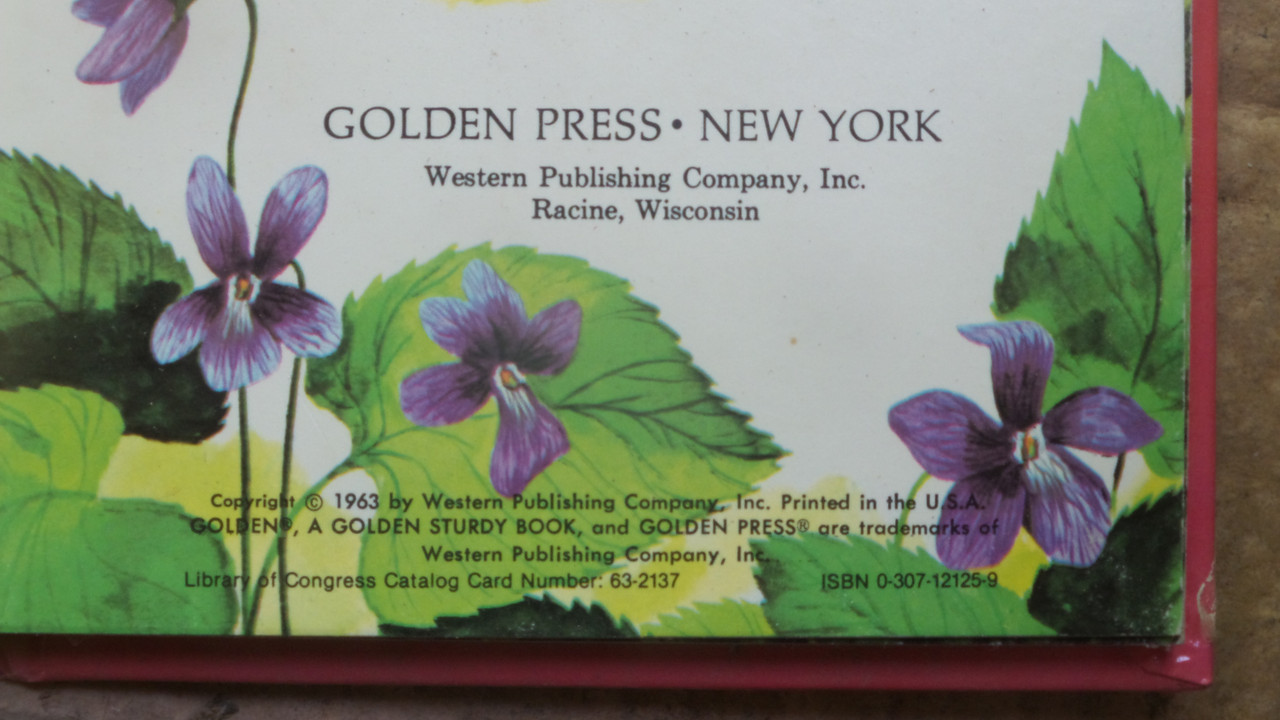 GOLDEN PRESS • NEW YORK
Western Publishing Company, Inc.
Racine, Wisconsin
Copyright © 1963 by Western Publishing Company, Inc. Printed in the U.S.A.
GOLDEN®, A GOLDEN STURDY BOOK, and GOLDEN PRESS® are trademarks of
Western Publishing Company, Inc.
Library of Congress Catalog Card Number: 63-2137 ISBN 0-307-12125-9